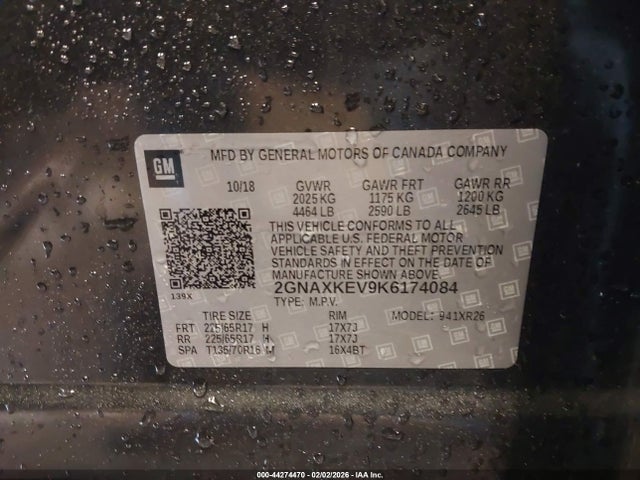 GM
MFD BY GENERAL MOTORS OF CANADA COMPANY
10/18 GVWR GAWR FRT GAWR RR
2025 KG 1175 KG 1200 KG
4464 LB 2590 LB 2645 LB
THIS VEHICLE CONFORMS TO ALL
APPLICABLE U.S. FEDERAL MOTOR
VEHICLE SAFETY AND THEFT PREVENTION
STANDARDS IN EFFECT ON THE DATE OF
MANUFACTURE SHOWN ABOVE.
139X
2GNAXKEV9K6174084
TYPE: M.P.V.
TIRE SIZE RIM MODEL: 941XR26
FRT 225/65R17 H 17X7J
RR 225/65R17 H 17X7J
SPA T135/70R16 M 16X4BT
000-44274470 - 02/02/2026 - IAA Inc.